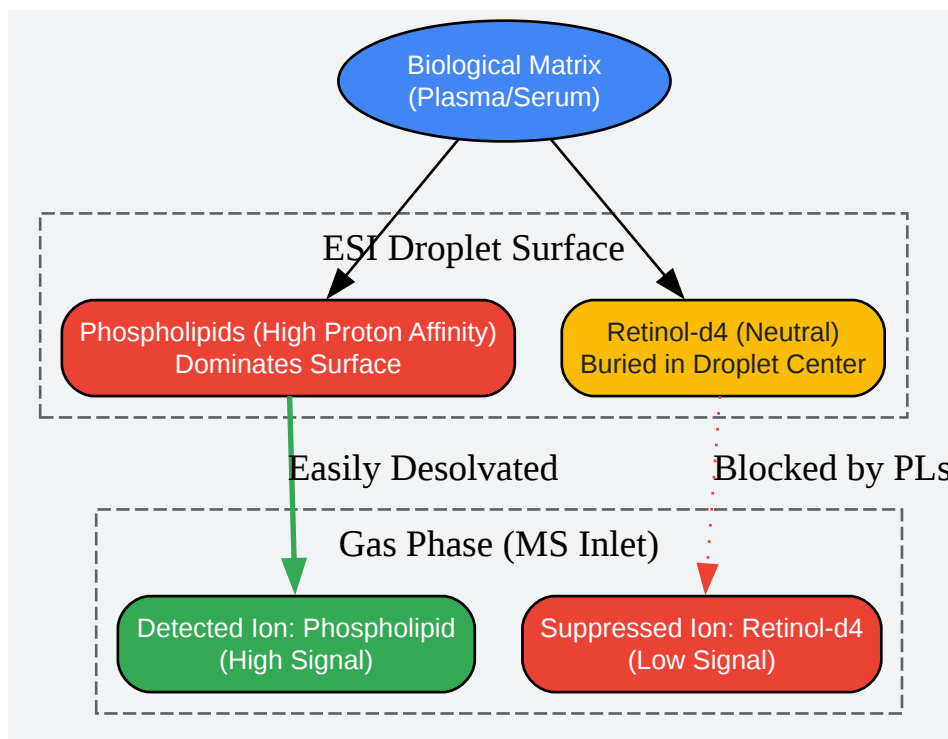 Biological Matrix
(Plasma/Serum)
ESI Droplet Surface
Phospholipids (High Proton Affinity)
Dominates Surface
Retinol-d4 (Neutral)
Buried in Droplet Center
Easily Desolvated
Blocked by PLs
Gas Phase (MS Inlet)
Detected Ion: Phospholipid
(High Signal)
Suppressed Ion: Retinol-d4
(Low Signal)